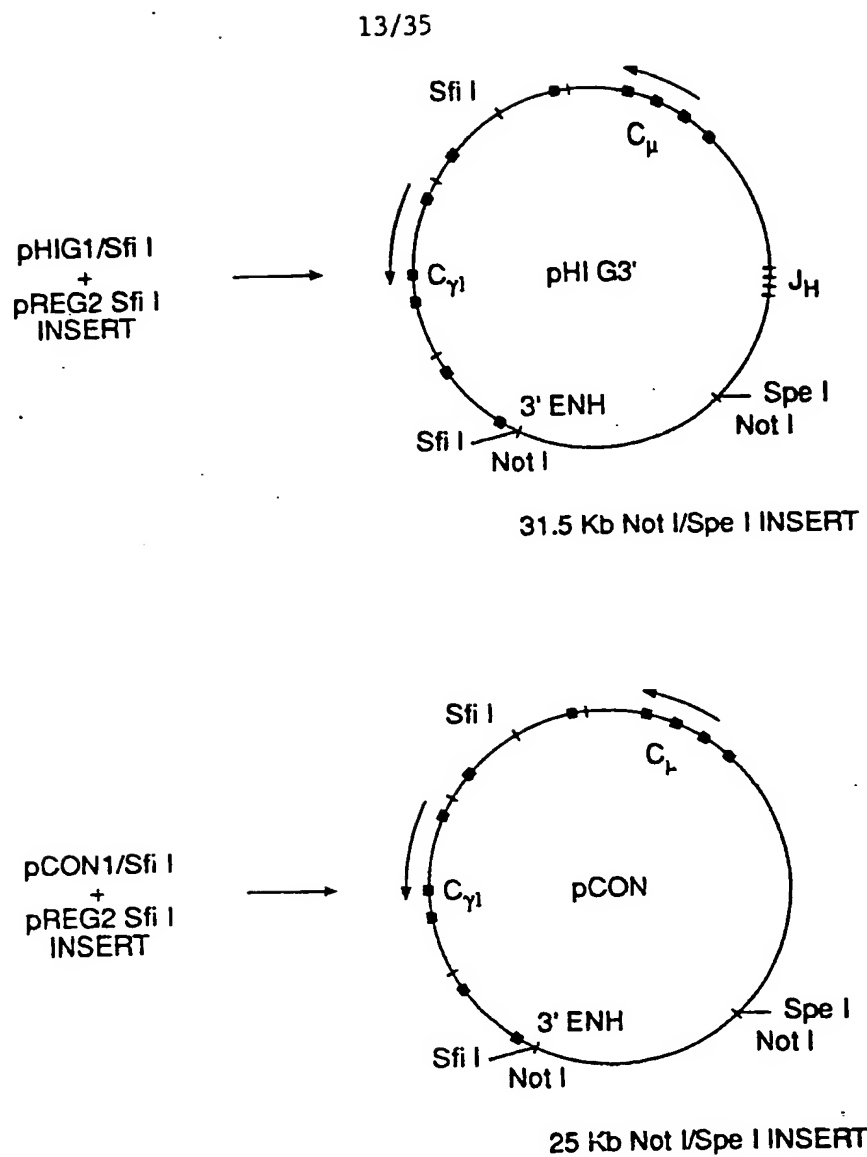 13/35
Sfi I
Cμ
pHIG1/Sfi I
+
pREG2 Sfi I
INSERT
Cγ1
pHI G3'
JH
3' ENH
Spe I
Not I
Sfi I
Not I
31.5 Kb Not I/Spe I INSERT
Sfi I
Cμ
pCON1/Sfi I
+
pREG2 Sfi I
INSERT
Cγ1
pCON
3' ENH
Spe I
Not I
Sfi I
Not I
25 Kb Not I/Spe I INSERT